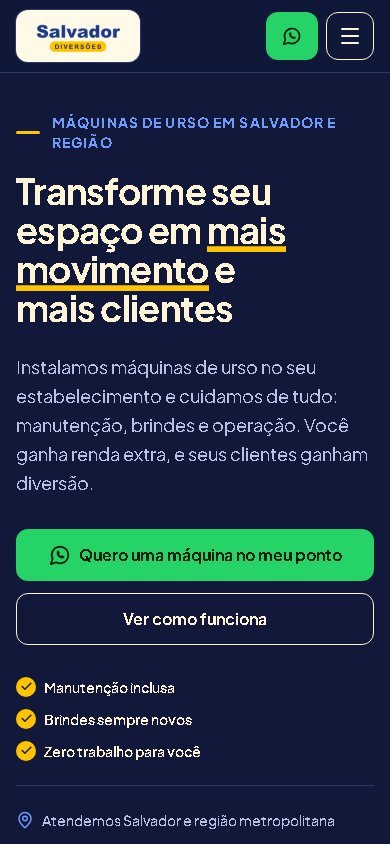 Salvador
DIVERSÕES
MÁQUINAS DE URSO EM SALVADOR E
REGIÃO
Transforme seu
espaço em mais
movimento e
mais clientes
Instalamos máquinas de urso no seu
estabelecimento e cuidamos de tudo:
manutenção, brindes e operação. Você
ganha renda extra, e seus clientes ganham
diversão.
Quero uma máquina no meu ponto
Ver como funciona
Manutenção inclusa
Brindes sempre novos
Zero trabalho para você
Atendemos Salvador e região metropolitana